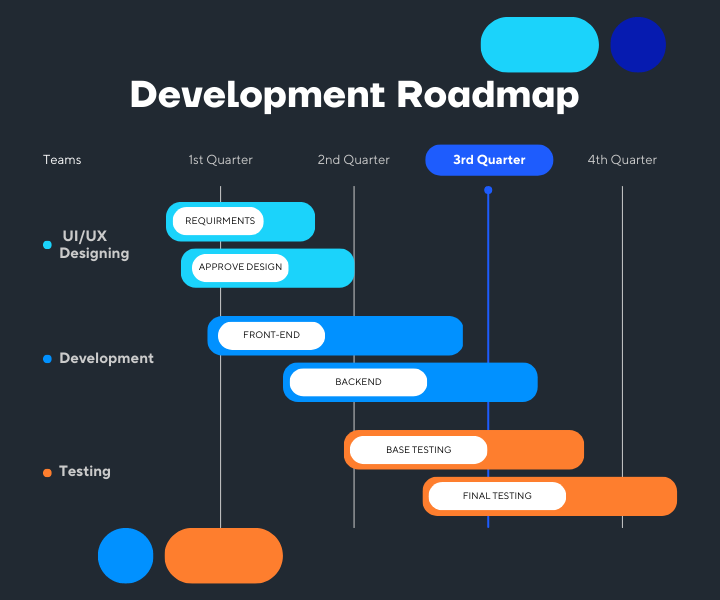 Development Roadmap
Teams
1st Quarter
2nd Quarter
3rd Quarter
4th Quarter
UI/UX
Designing
REQUIRMENTS
APPROVE DESIGN
Development
FRONT-END
BACKEND
Testing
BASE TESTING
FINAL TESTING